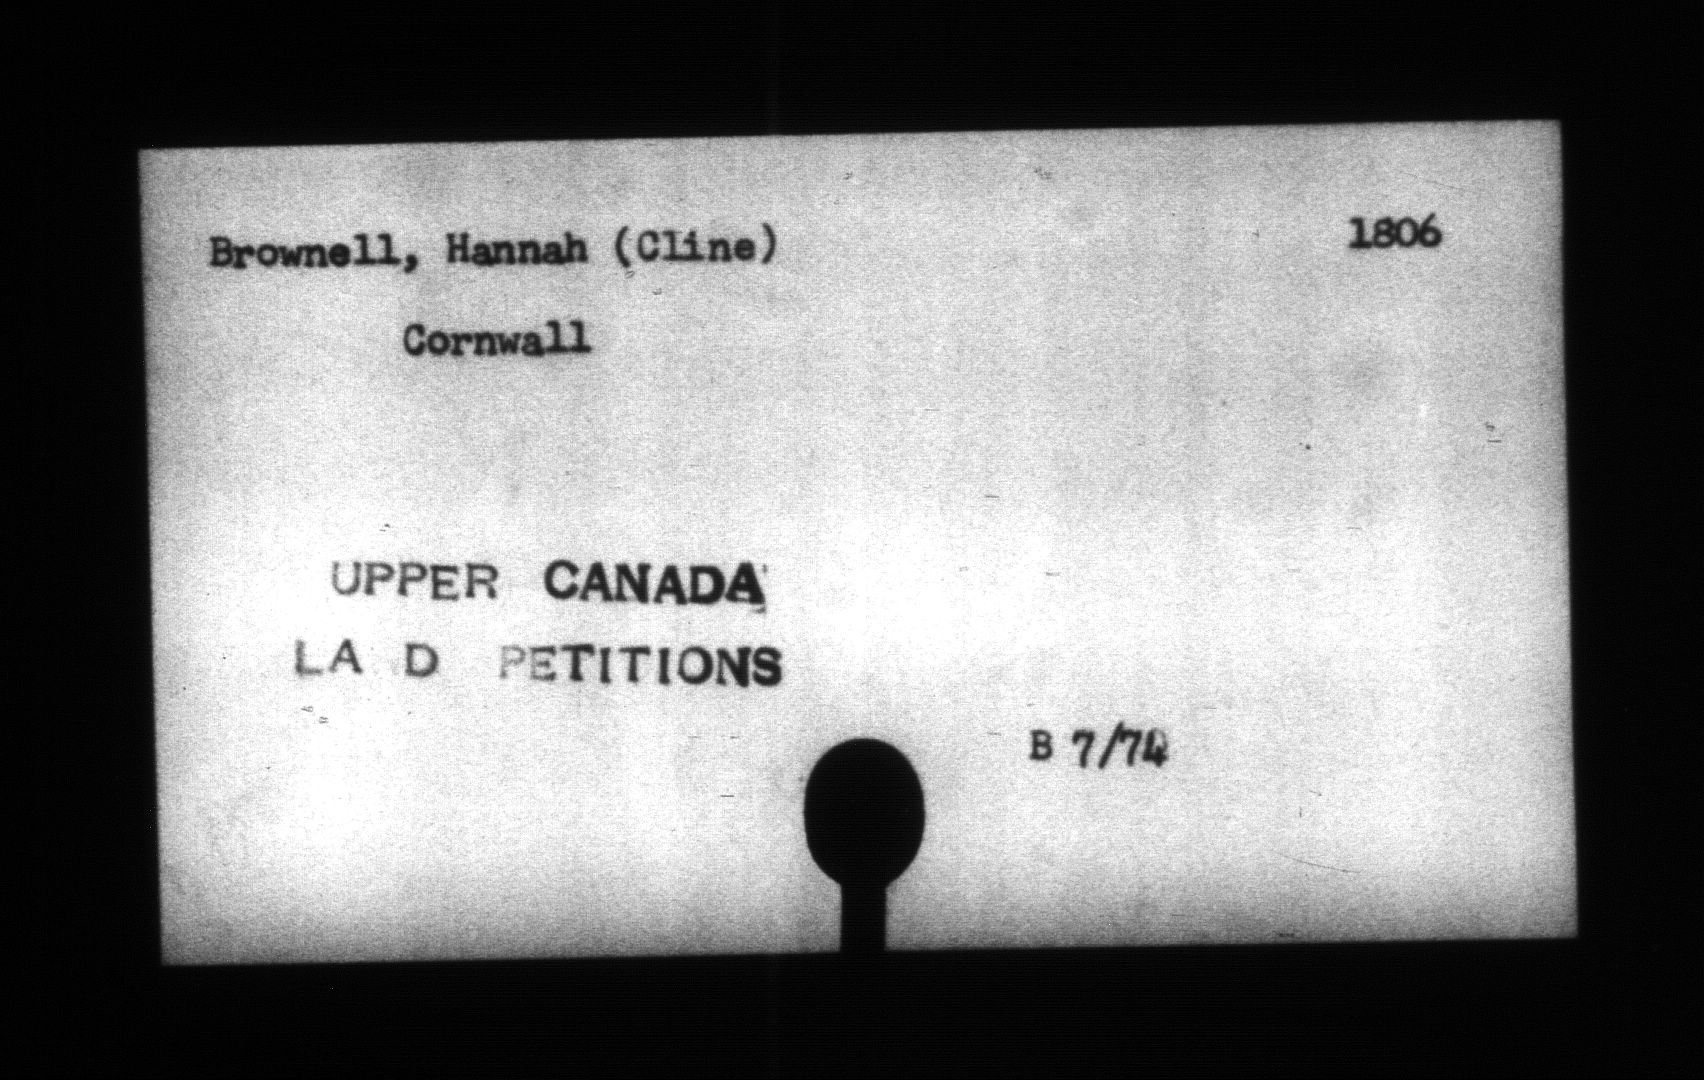 Brownell, Hannah (Cline) 1806
Cornwall
UPPER CANADA
LA D PETITIONS
B 7/74